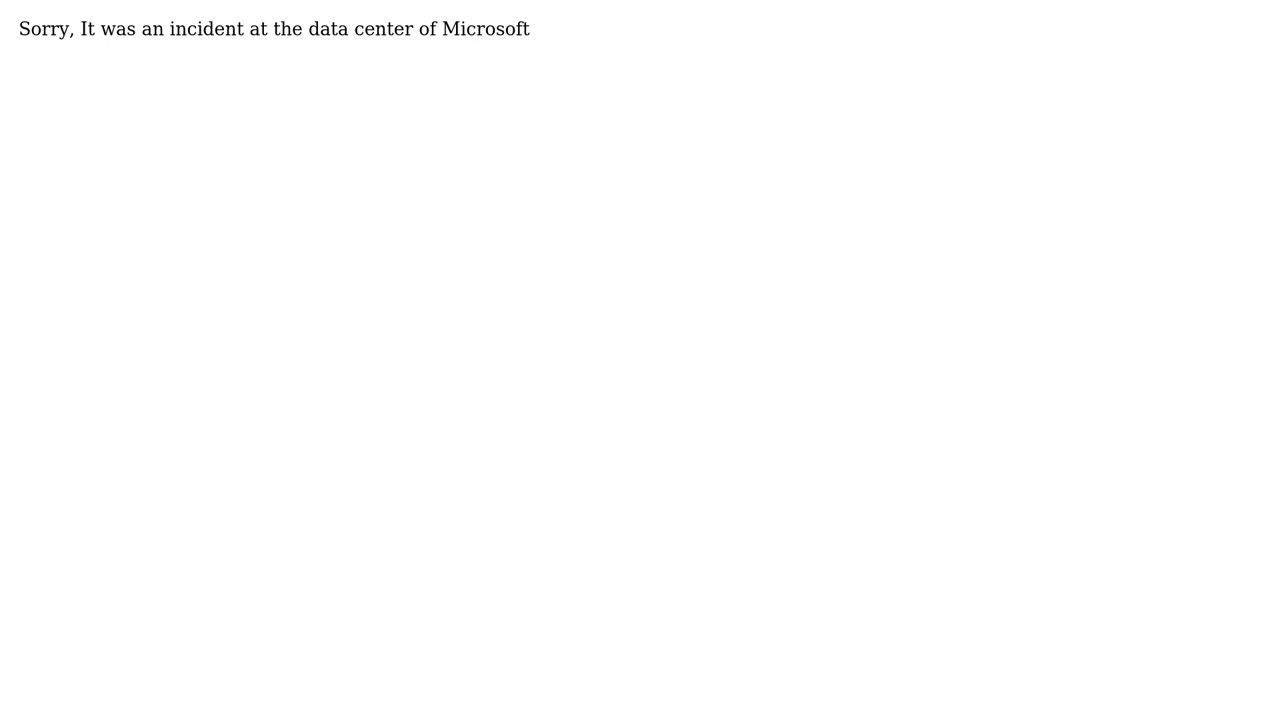 Sorry, It was an incident at the data center of Microsoft